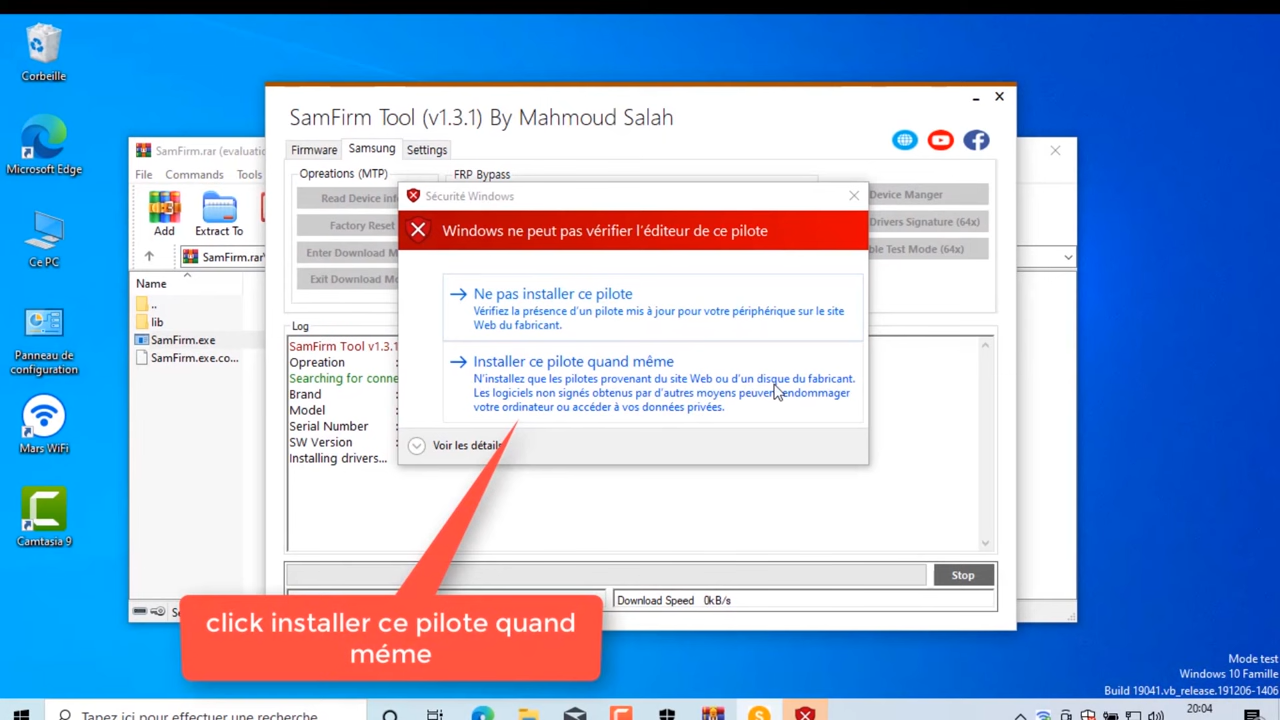 Corbeille
Microsoft Edge
Ce PC
Panneau de
configuration
Mars WiFi
Camtasia 9
SamFirm.rar (evaluatio
File Commands Tools
Add
Extract To
SamFirm.rar\
Name
..
lib
SamFirm.exe
SamFirm.exe.co...
SamFirm Tool (v1.3.1) By Mahmoud Salah
Firmware Samsung Settings
Opreations (MTP)
FRP Bypass
Read Device Info
Factory Reset
Enter Download M
Exit Download Mo
Device Manger
Drivers Signature (64x)
ble Test Mode (64x)
Log
SamFirm Tool v1.3.1
Opreation :
Searching for conne
Brand :
Model :
Serial Number :
SW Version :
Installing drivers...
Stop
Download Speed 0kB/s
Sécurité Windows
Windows ne peut pas vérifier l'éditeur de ce pilote
Ne pas installer ce pilote
Vérifiez la présence d'un pilote mis à jour pour votre périphérique sur le site
Web du fabricant.
Installer ce pilote quand même
N'installez que les pilotes provenant du site Web ou d'un disque du fabricant.
Les logiciels non signés obtenus par d'autres moyens peuvent endommager
votre ordinateur ou accéder à vos données privées.
Voir les détails
click installer ce pilote quand
méme
Mode test
Windows 10 Famille
Build 19041.vb_release.191206-1406
Tapez ici pour effectuer une recherche
20:04